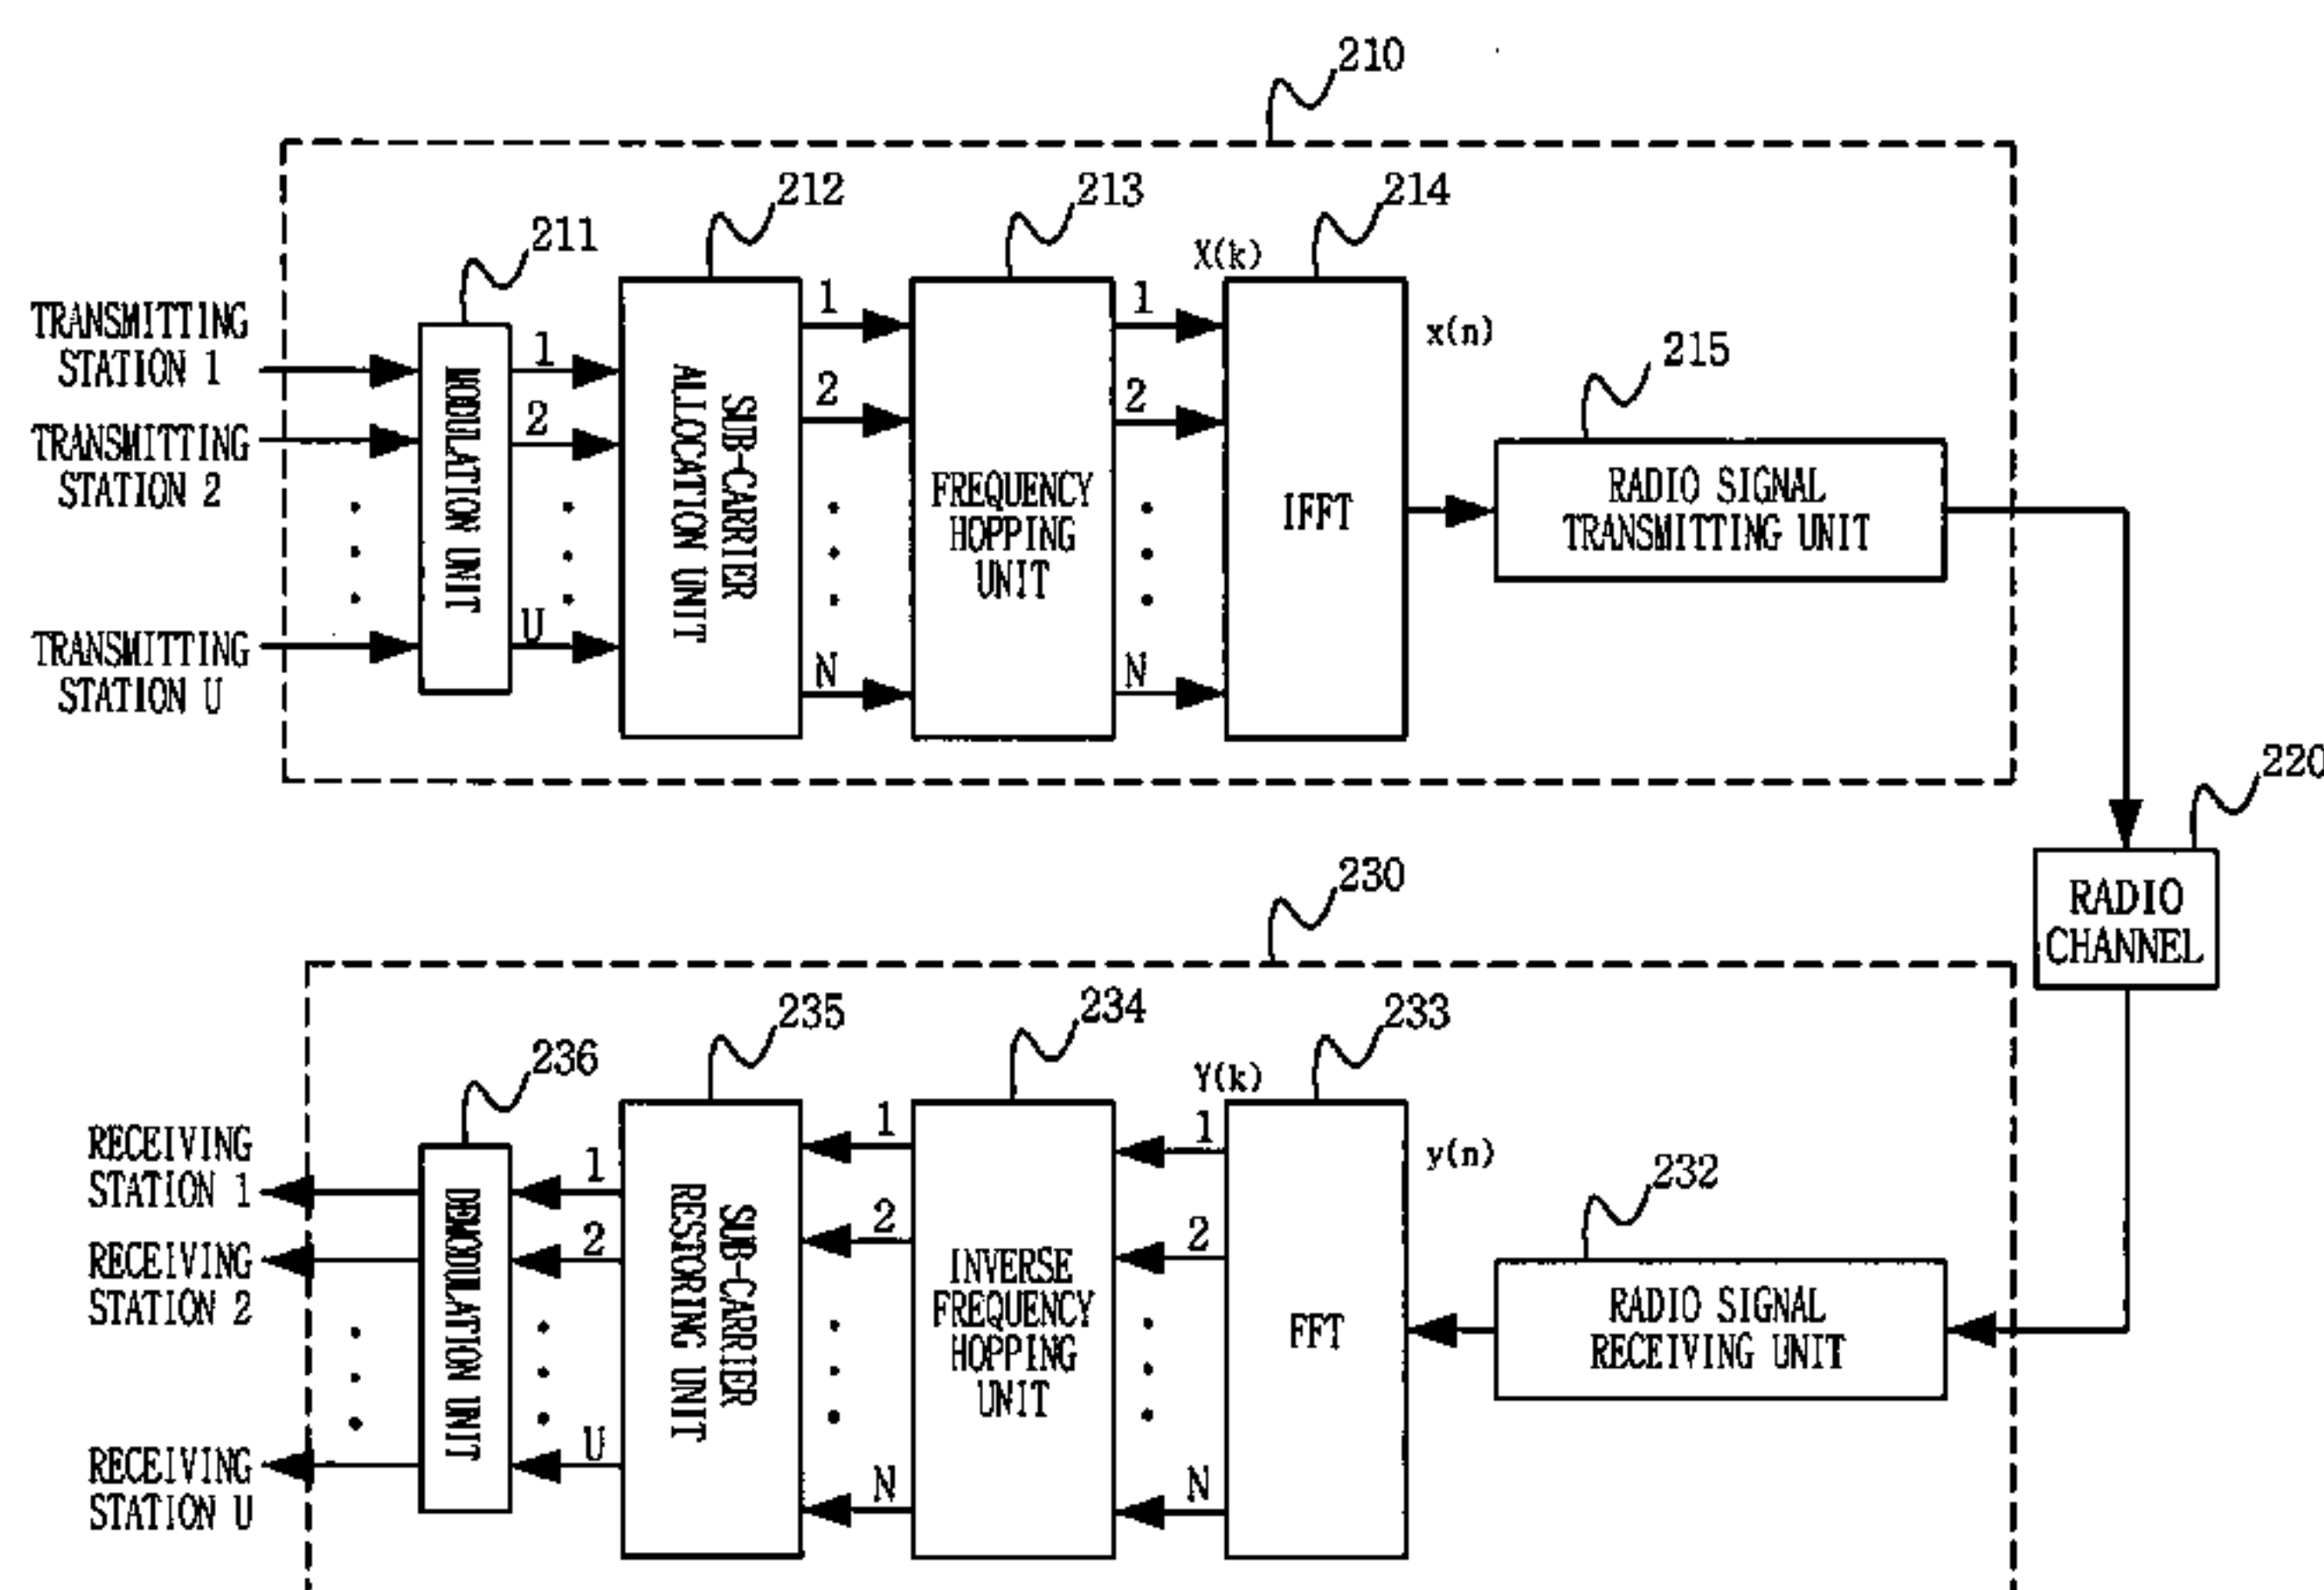 210
212
213
214
211
X(k)
TRANSMITTING
STATION 1
1
1
1
x(n)
215
TRANSMITTING
STATION 2
2
2
2
MODULATION UNIT
SUB-CARRIER
ALLOCATION UNIT
FREQUENCY
HOPPING
UNIT
IFFT
RADIO SIGNAL
TRANSMITTING UNIT
TRANSMITTING
STATION U
U
N
N
220
RADIO
CHANNEL
230
235
234
233
236
Y(k)
RECEIVING
STATION 1
1
1
1
y(n)
232
RECEIVING
STATION 2
2
2
2
DEMODULATION UNIT
SUB-CARRIER
RESTORING UNIT
INVERSE
FREQUENCY
HOPPING
UNIT
FFT
RADIO SIGNAL
RECEIVING UNIT
RECEIVING
STATION U
U
N
N